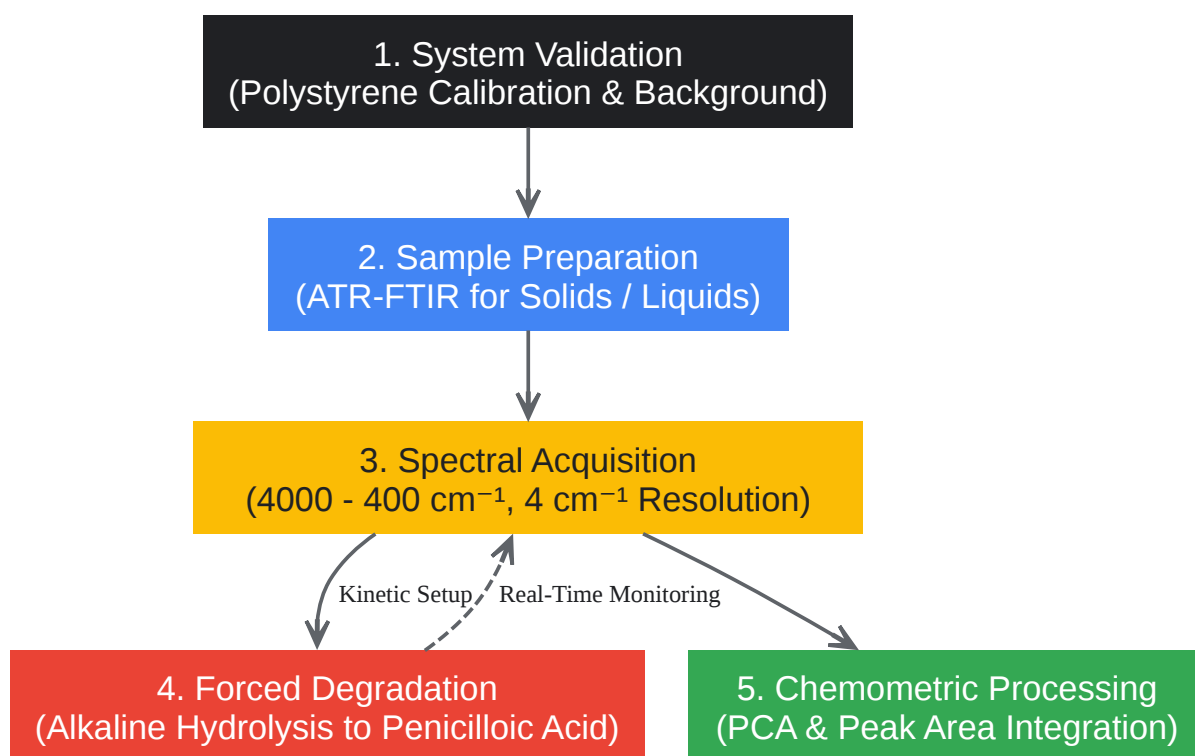 1. System Validation
(Polystyrene Calibration & Background)
2. Sample Preparation
(ATR-FTIR for Solids / Liquids)
3. Spectral Acquisition
(4000 - 400 cm⁻¹, 4 cm⁻¹ Resolution)
Kinetic Setup
Real-Time Monitoring
4. Forced Degradation
(Alkaline Hydrolysis to Penicilloic Acid)
5. Chemometric Processing
(PCA & Peak Area Integration)